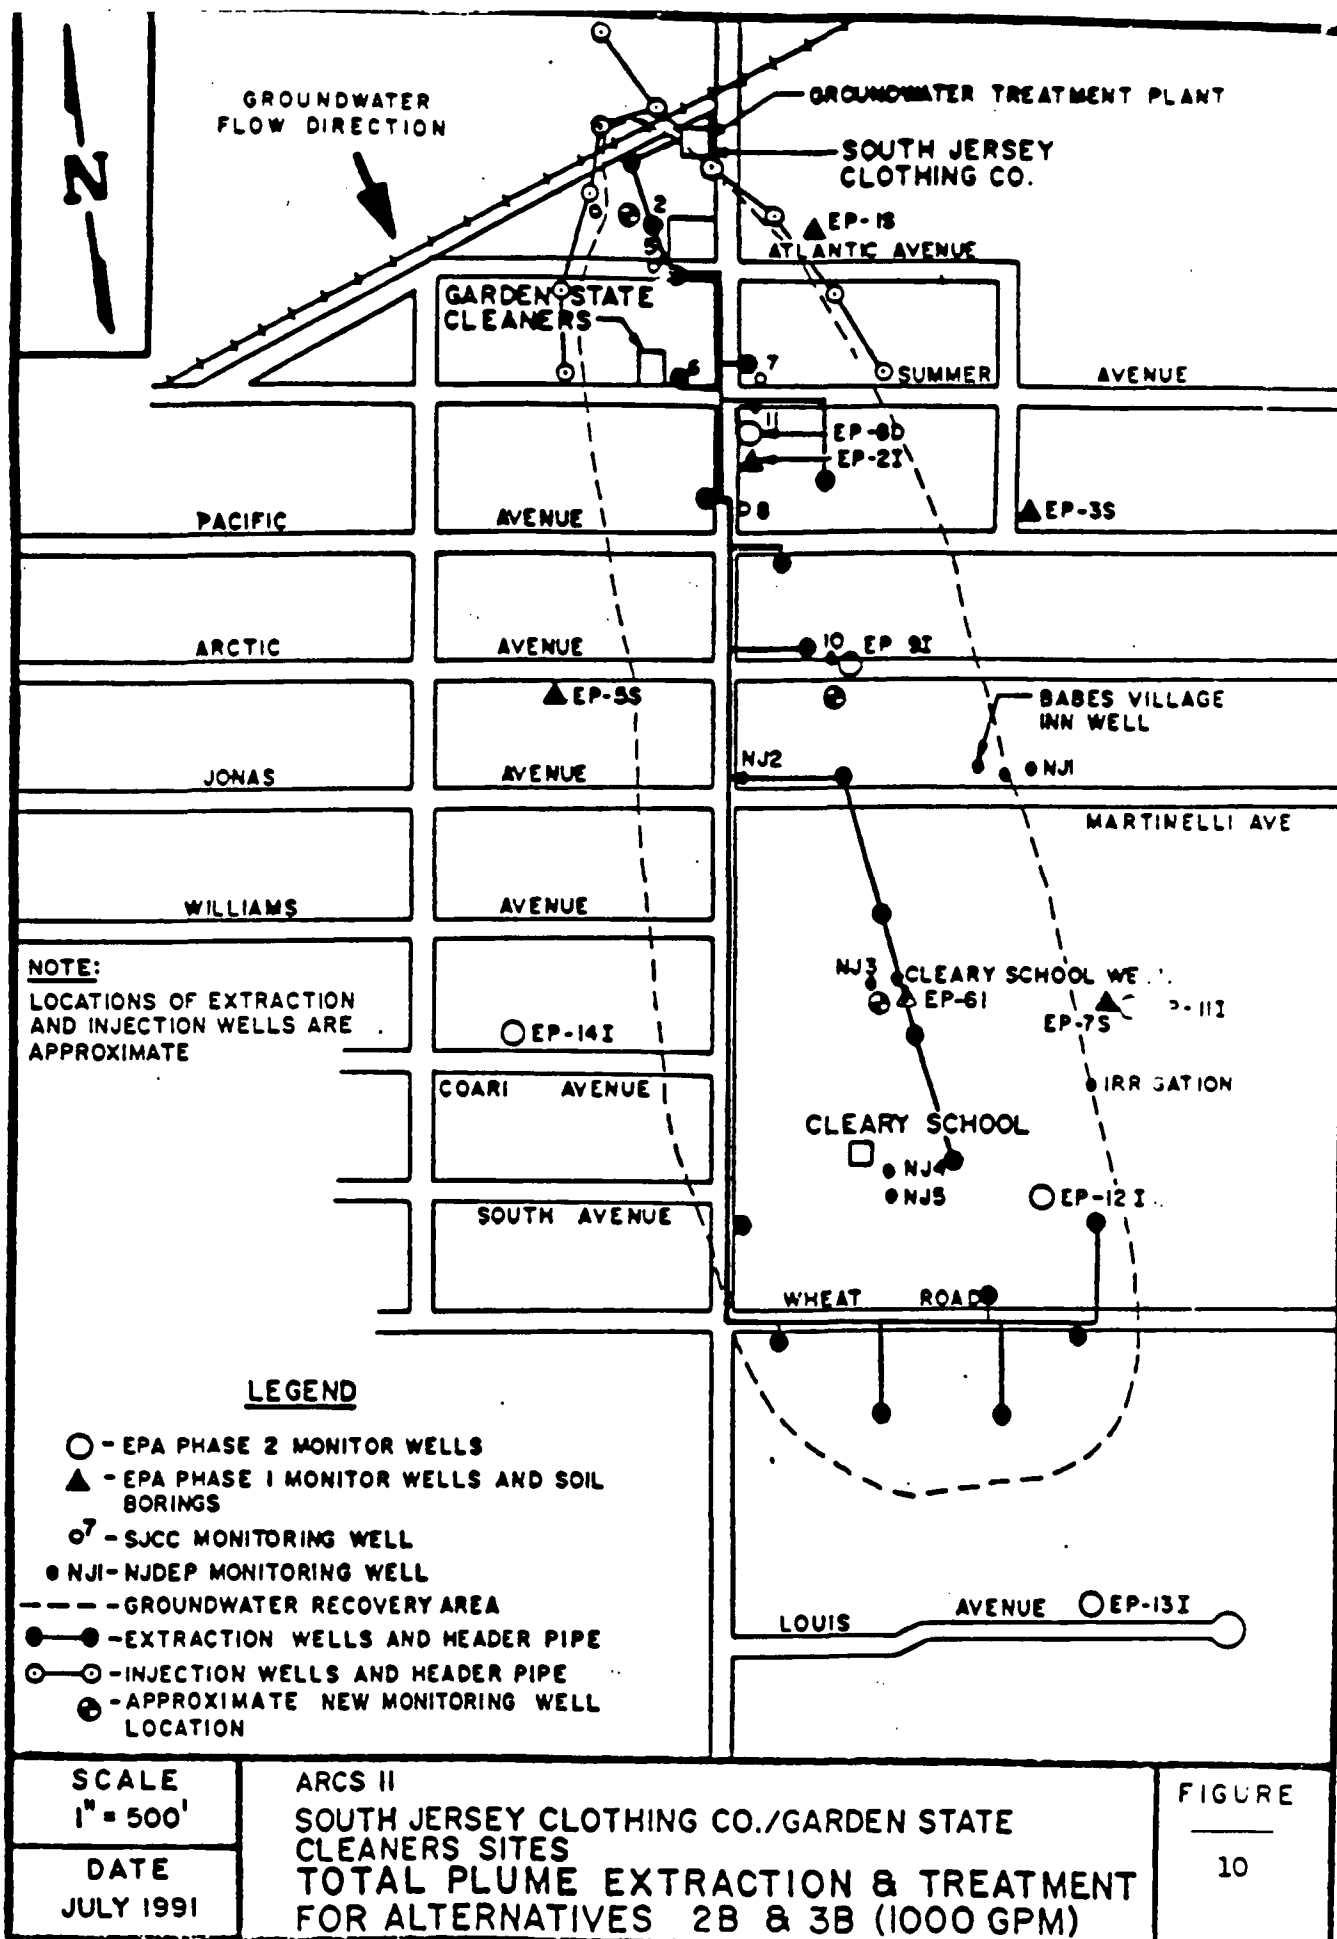 N
GROUNDWATER
FLOW DIRECTION
GROUNDWATER TREATMENT PLANT
SOUTH JERSEY
CLOTHING CO.
2
EP-1S
ATLANTIC AVENUE
5
GARDEN STATE
CLEANERS
6
7
SUMMER AVENUE
11
EP-8D
EP-2I
8
EP-3S
PACIFIC AVENUE
ARCTIC AVENUE
10
EP 9I
EP-5S
BABES VILLAGE
INN WELL
JONAS AVENUE
NJ2
NJ1
MARTINELLI AVE
WILLIAMS AVENUE
NOTE:
LOCATIONS OF EXTRACTION
AND INJECTION WELLS ARE
APPROXIMATE
NJ3
CLEARY SCHOOL WE
EP-6I
EP-7S
P-11I
EP-14I
COARI AVENUE
IRR GATION
CLEARY SCHOOL
NJ4
NJ5
EP-12 I
SOUTH AVENUE
WHEAT ROAD
LEGEND
- EPA PHASE 2 MONITOR WELLS
- EPA PHASE 1 MONITOR WELLS AND SOIL
BORINGS
7 - SJCC MONITORING WELL
NJ1- NJDEP MONITORING WELL
- GROUNDWATER RECOVERY AREA
- EXTRACTION WELLS AND HEADER PIPE
- INJECTION WELLS AND HEADER PIPE
- APPROXIMATE NEW MONITORING WELL
LOCATION
LOUIS AVENUE
EP-13I
SCALE
1" = 500'
DATE
JULY 1991
ARCS II
SOUTH JERSEY CLOTHING CO./GARDEN STATE
CLEANERS SITES
TOTAL PLUME EXTRACTION & TREATMENT
FOR ALTERNATIVES 2B & 3B (1000 GPM)
FIGURE
10